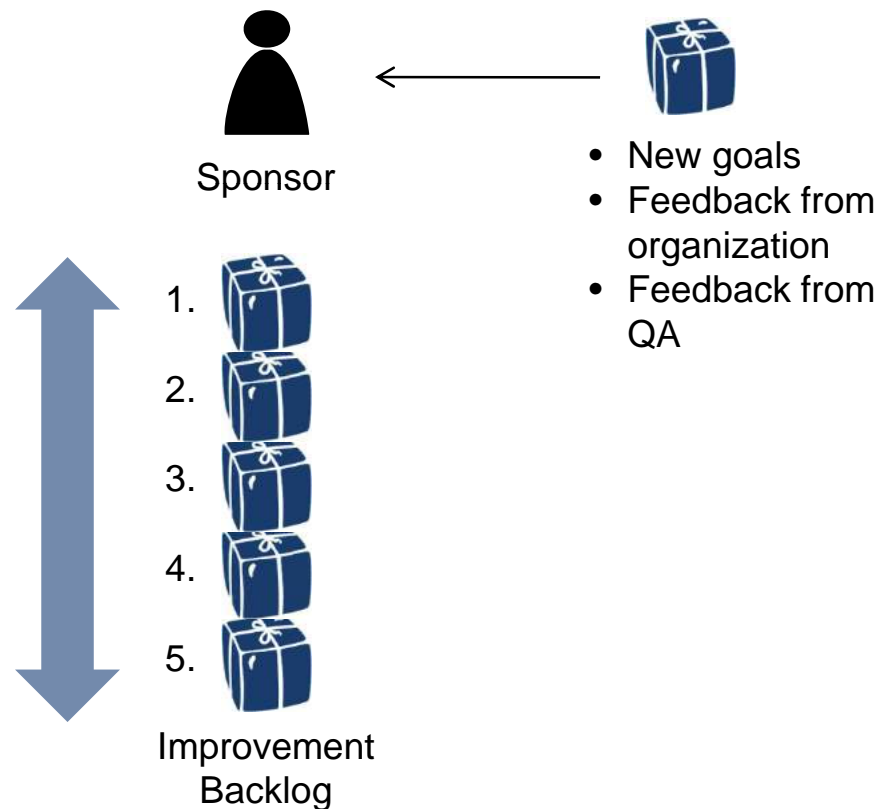 Sponsor
• New goals
• Feedback from
organization
• Feedback from
QA
1.
2.
3.
4.
5.
Improvement
Backlog